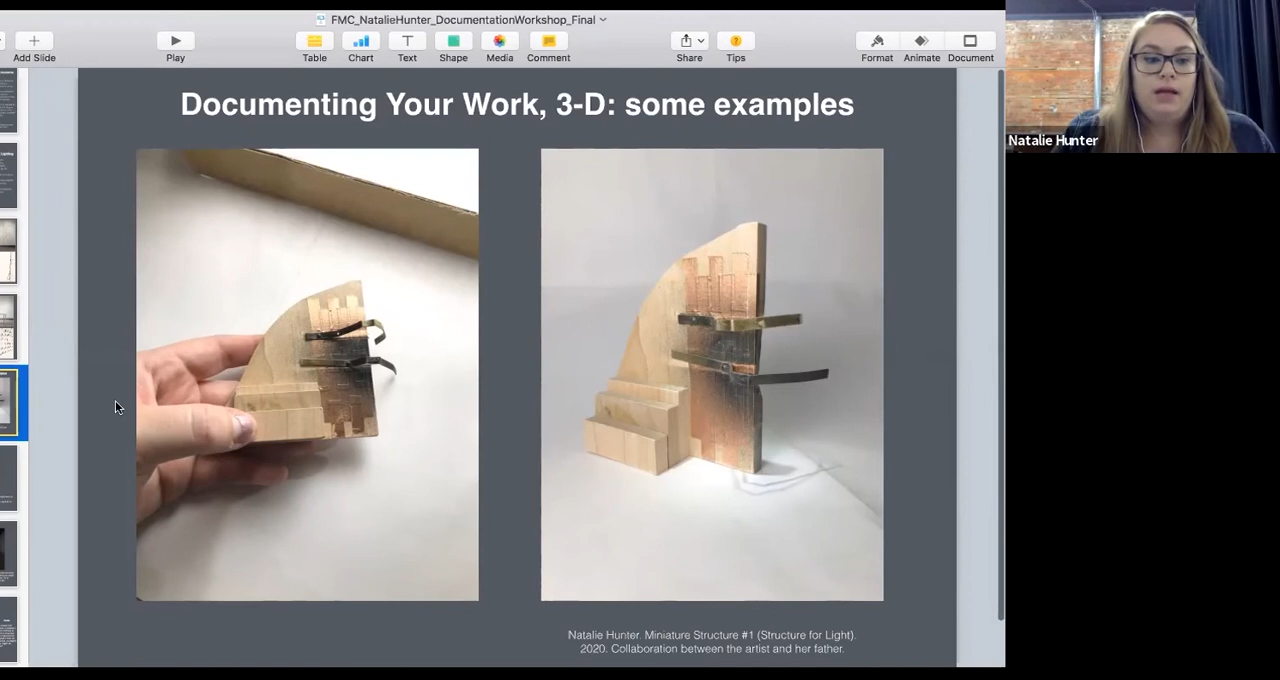 FMC_NatalieHunter_DocumentationWorkshop_Final
Add Slide
Play
Table
Chart
Text
Shape
Media
Comment
Share
Tips
Format
Animate
Document
Natalie Hunter
Documenting Your Work, 3-D: some examples
Natalie Hunter. Miniature Structure #1 (Structure for Light).
2020. Collaboration between the artist and her father.